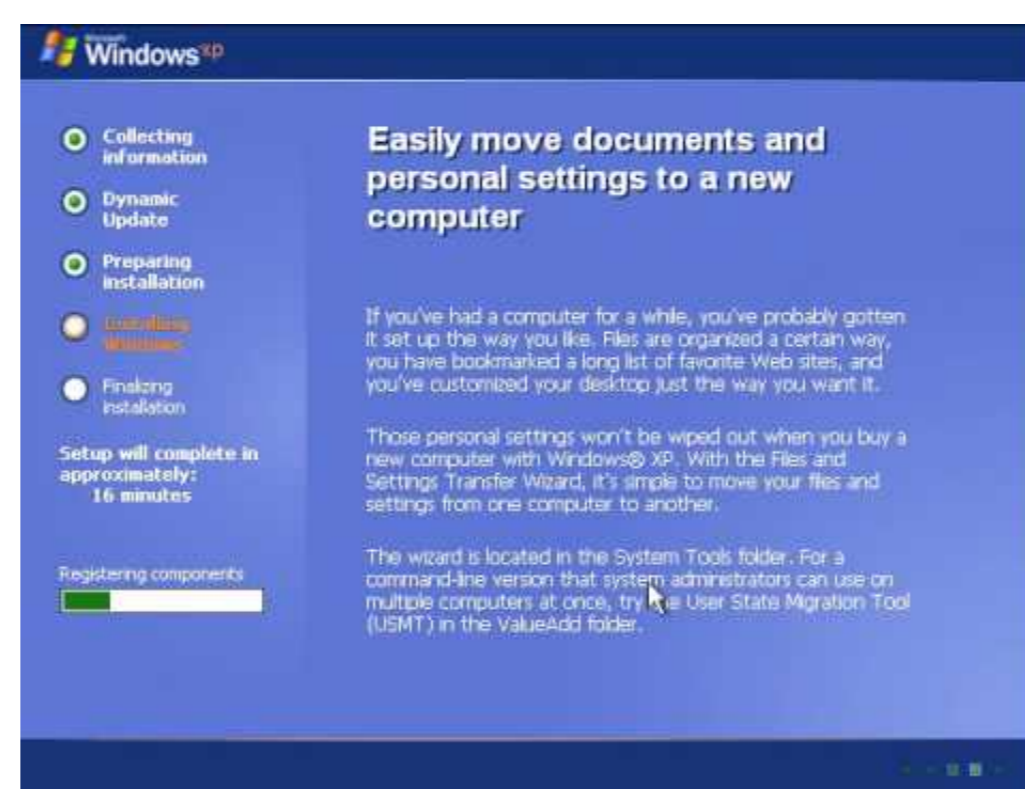 Microsoft
Windows xp
Collecting
information
Dynamic
Update
Preparing
installation
Installing
Windows
Finalizing
installation
Setup will complete in
approximately:
16 minutes
Registering components
Easily move documents and
personal settings to a new
computer
If you've had a computer for a while, you've probably gotten
it set up the way you like. Files are organized a certain way,
you have bookmarked a long list of favorite Web sites, and
you've customized your desktop just the way you want it.
Those personal settings won't be wiped out when you buy a
new computer with Windows® XP. With the Files and
Settings Transfer Wizard, it's simple to move your files and
settings from one computer to another.
The wizard is located in the System Tools folder. For a
command-line version that system administrators can use on
multiple computers at once, try the User State Migration Tool
(USMT) in the ValueAdd folder.